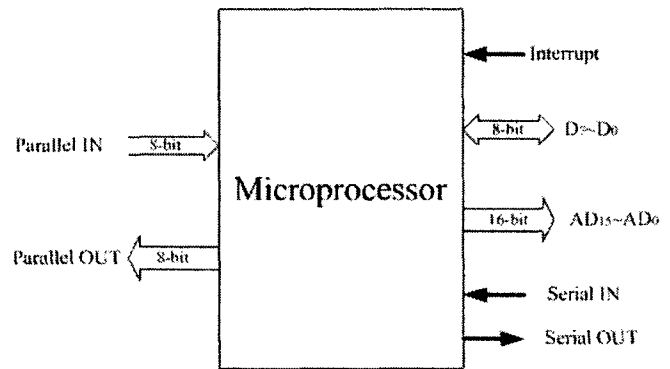 Interrupt
8-bit D7~D0
Parallel IN 8-bit
Microprocessor
16-bit AD15~AD0
Parallel OUT 8-bit
Serial IN
Serial OUT